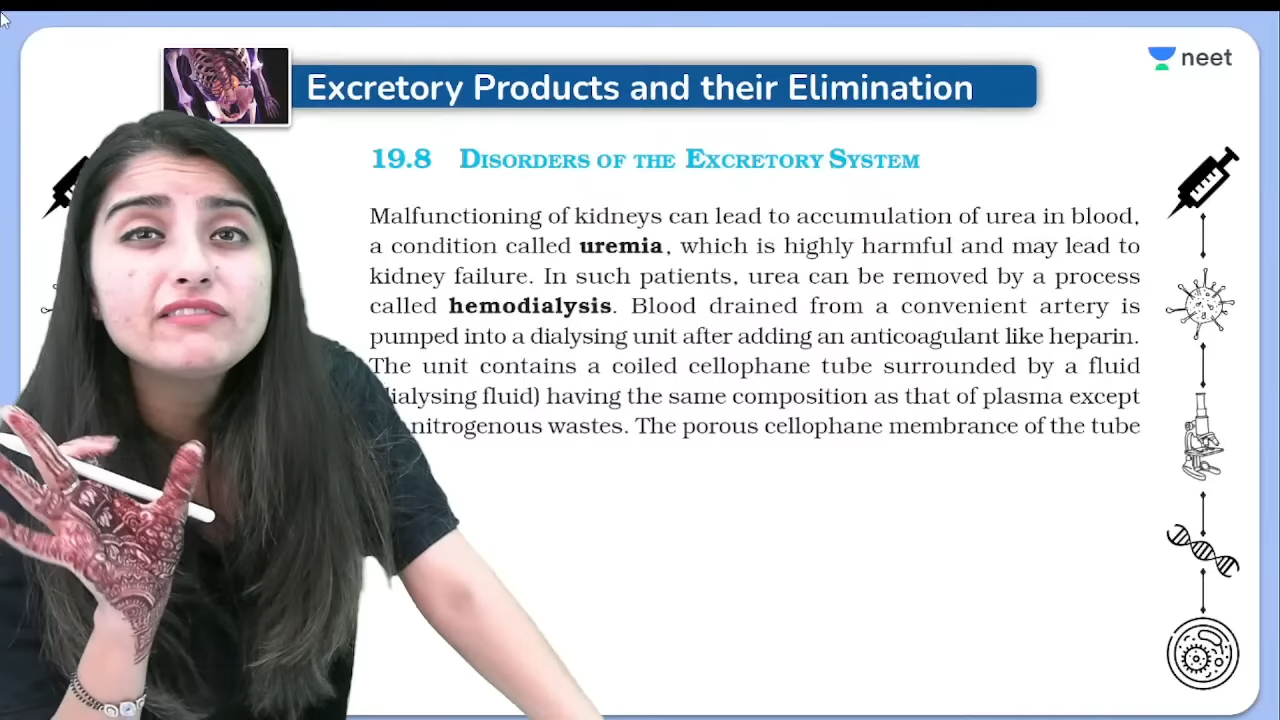 neet
Excretory Products and their Elimination
19.8 DISORDERS OF THE EXCRETORY SYSTEM
Malfunctioning of kidneys can lead to accumulation of urea in blood,
a condition called uremia, which is highly harmful and may lead to
kidney failure. In such patients, urea can be removed by a process
called hemodialysis. Blood drained from a convenient artery is
pumped into a dialysing unit after adding an anticoagulant like heparin.
The unit contains a coiled cellophane tube surrounded by a fluid
fluid) having the same composition as that of plasma except
nitrogenous wastes. The porous cellophane membrance of the tube